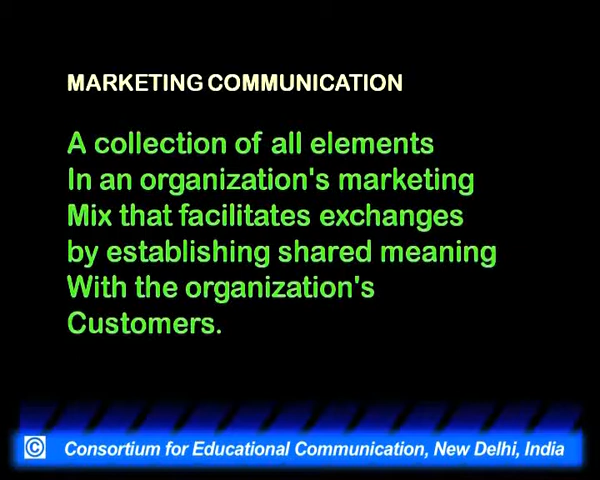 MARKETING COMMUNICATION
A collection of all elements
In an organization's marketing
Mix that facilitates exchanges
by establishing shared meaning
With the organization's
Customers.
© Consortium for Educational Communication, New Delhi, India